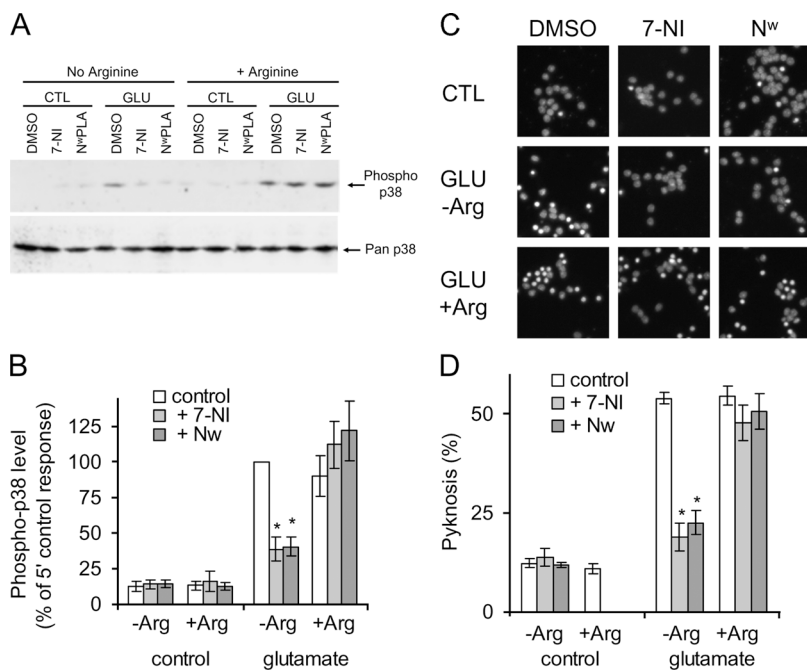 A
No Arginine
+ Arginine
CTL
GLU
CTL
GLU
DMSO
7-NI
NʷPLA
DMSO
7-NI
NʷPLA
DMSO
7-NI
NʷPLA
DMSO
7-NI
NʷPLA
Phospho
p38
Pan p38
B
control
+ 7-NI
+ Nw
Phospho-p38 level
(% of 5' control response)
125
100
75
50
25
0
* *
-Arg +Arg -Arg +Arg
control glutamate
C
DMSO 7-NI Nʷ
CTL
GLU
-Arg
GLU
+Arg
D
control
+ 7-NI
+ Nw
Pyknosis (%)
50
25
0
* *
-Arg +Arg -Arg +Arg
control glutamate